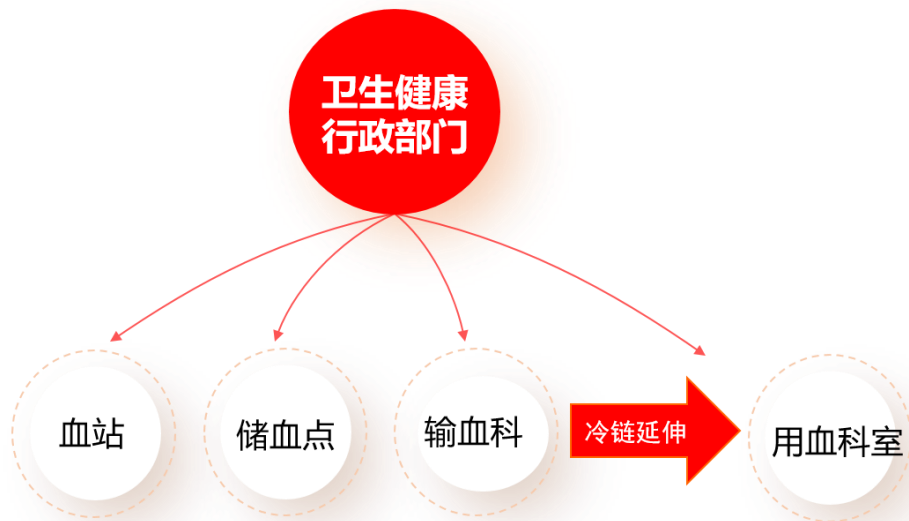 卫生健康
行政部门
血站
储血点
输血科
冷链延伸
用血科室